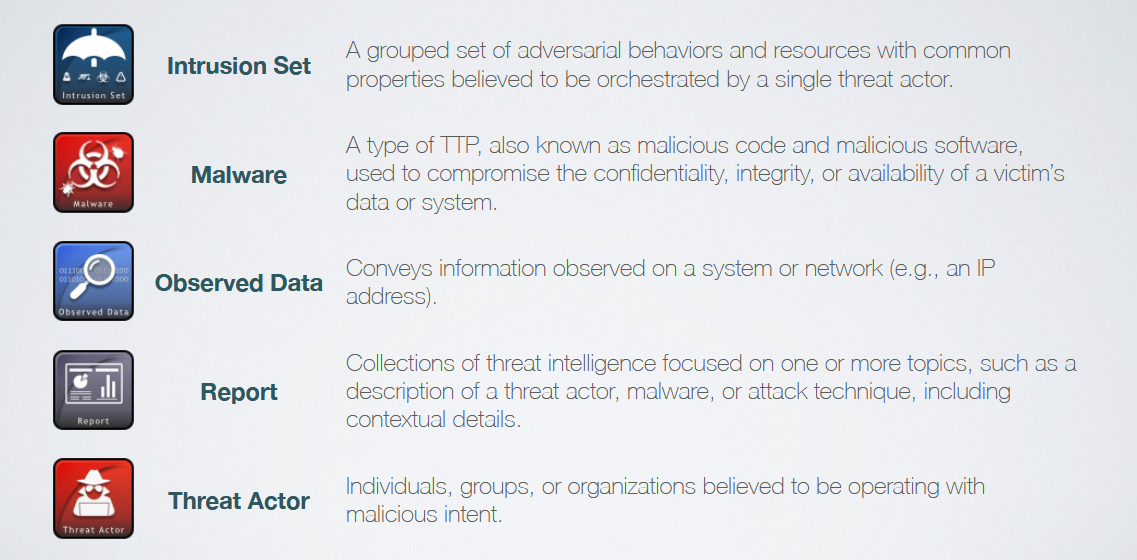 Intrusion Set
Intrusion Set
A grouped set of adversarial behaviors and resources with common
properties believed to be orchestrated by a single threat actor.
Malware
Malware
A type of TTP, also known as malicious code and malicious software,
used to compromise the confidentiality, integrity, or availability of a victim’s
data or system.
Observed Data
Observed Data
Conveys information observed on a system or network (e.g., an IP
address).
Report
Report
Collections of threat intelligence focused on one or more topics, such as a
description of a threat actor, malware, or attack technique, including
contextual details.
Threat Actor
Threat Actor
Individuals, groups, or organizations believed to be operating with
malicious intent.